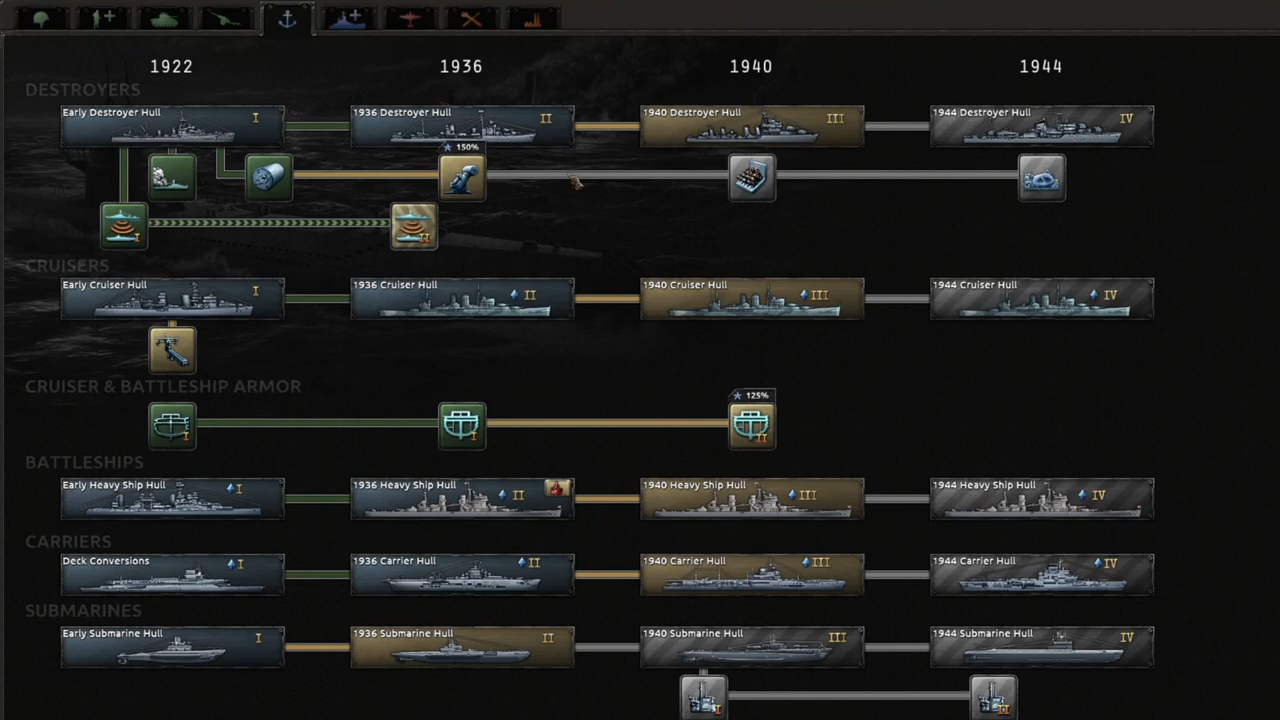 1922 1936 1940 1944
DESTROYERS
Early Destroyer Hull I 1936 Destroyer Hull II 1940 Destroyer Hull III 1944 Destroyer Hull IV
150%
I II
CRUISERS
Early Cruiser Hull I 1936 Cruiser Hull II 1940 Cruiser Hull III 1944 Cruiser Hull IV
CRUISER & BATTLESHIP ARMOR
125%
I I II
BATTLESHIPS
Early Heavy Ship Hull I 1936 Heavy Ship Hull II 1940 Heavy Ship Hull III 1944 Heavy Ship Hull IV
CARRIERS
Deck Conversions I 1936 Carrier Hull II 1940 Carrier Hull III 1944 Carrier Hull IV
SUBMARINES
Early Submarine Hull I 1936 Submarine Hull II 1940 Submarine Hull III 1944 Submarine Hull IV
I II